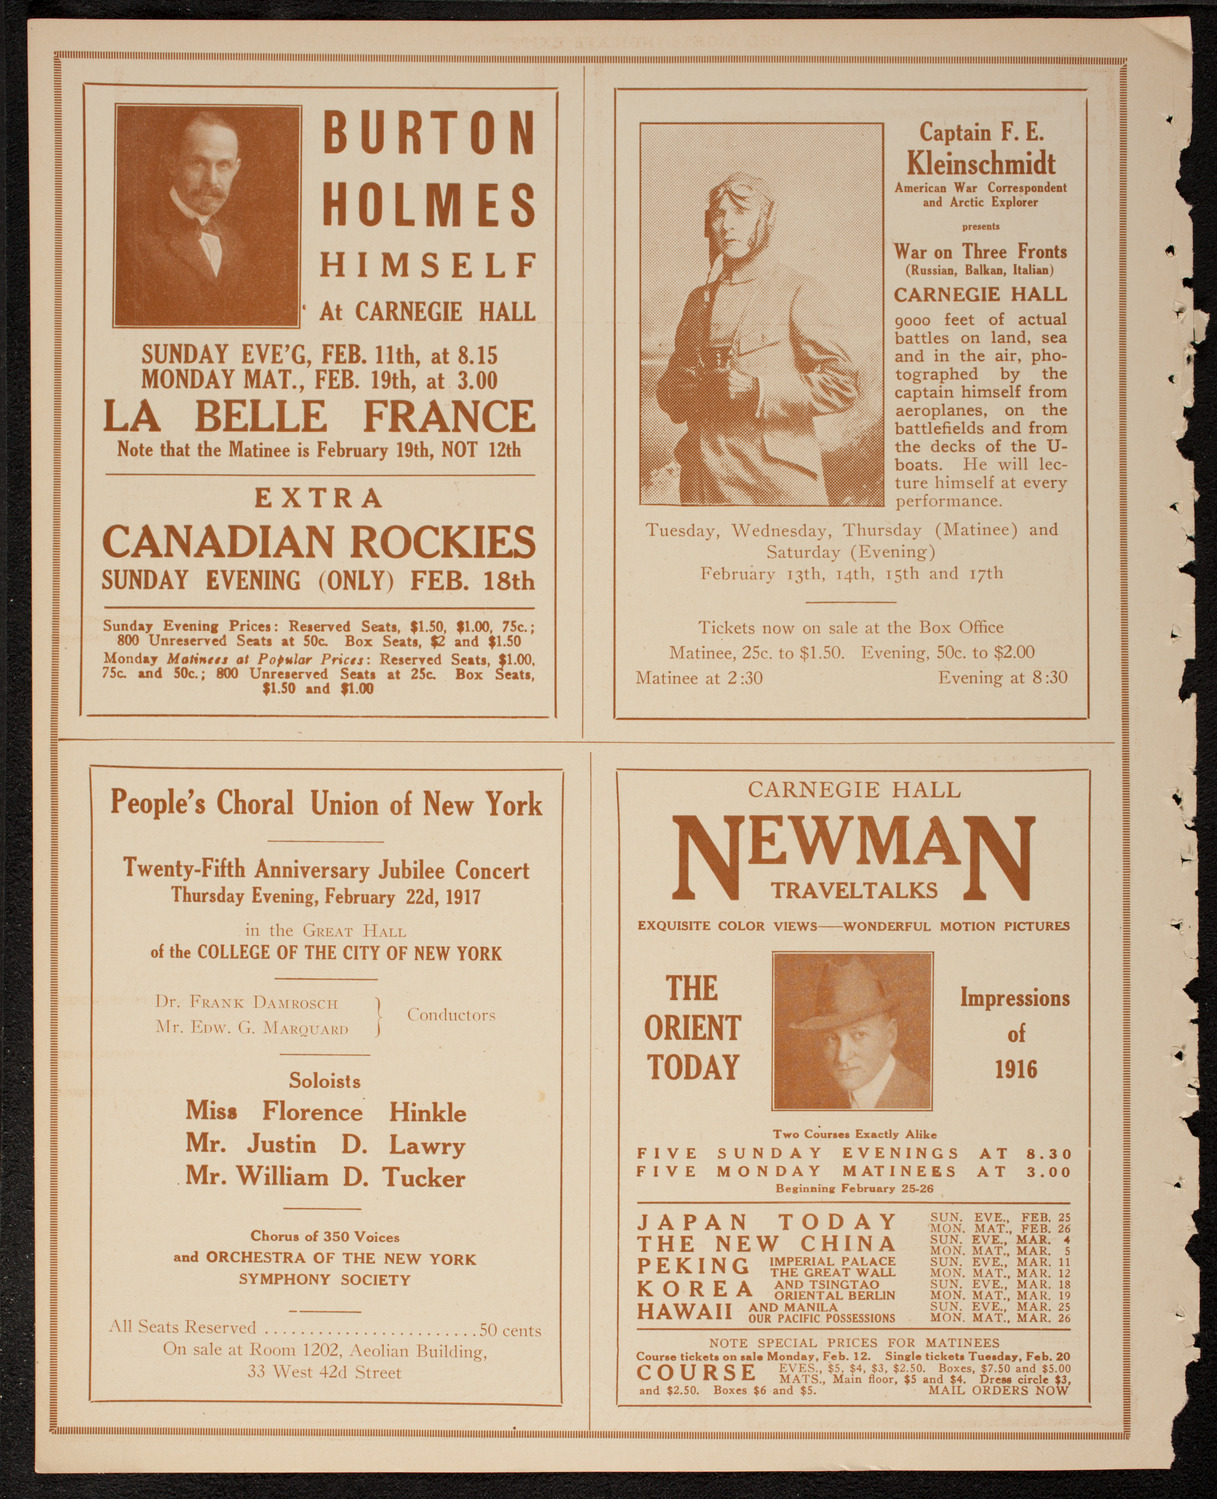 BURTON
HOLMES
HIMSELF
At CARNEGIE HALL
SUNDAY EVE'G, FEB. 11th, at 8.15
MONDAY MAT., FEB. 19th, at 3.00
LA BELLE FRANCE
Note that the Matinee is February 19th, NOT 12th
EXTRA
CANADIAN ROCKIES
SUNDAY EVENING (ONLY) FEB. 18th
Sunday Evening Prices: Reserved Seats, $1.50, $1.00, 75c.;
800 Unreserved Seats at 50c. Box Seats, $2 and $1.50
Monday Matinees at Popular Prices: Reserved Seats, $1.00,
75c. and 50c.; 800 Unreserved Seats at 25c. Box Seats,
$1.50 and $1.00
Captain F. E.
Kleinschmidt
American War Correspondent
and Arctic Explorer
presents
War on Three Fronts
(Russian, Balkan, Italian)
CARNEGIE HALL
9000 feet of actual
battles on land, sea
and in the air, pho-
tographed by the
captain himself from
aeroplanes, on the
battlefields and from
the decks of the U-
boats. He will lec-
ture himself at every
performance.
Tuesday, Wednesday, Thursday (Matinee) and
Saturday (Evening)
February 13th, 14th, 15th and 17th
Tickets now on sale at the Box Office
Matinee, 25c. to $1.50. Evening, 50c. to $2.00
Matinee at 2:30 Evening at 8:30
People's Choral Union of New York
Twenty-Fifth Anniversary Jubilee Concert
Thursday Evening, February 22d, 1917
in the GREAT HALL
of the COLLEGE OF THE CITY OF NEW YORK
Dr. FRANK DAMROSCH
Mr. EDW. G. MARQUARD
} Conductors
Soloists
Miss Florence Hinkle
Mr. Justin D. Lawry
Mr. William D. Tucker
Chorus of 350 Voices
and ORCHESTRA OF THE NEW YORK
SYMPHONY SOCIETY
All Seats Reserved ........................50 cents
On sale at Room 1202, Aeolian Building,
33 West 42d Street
CARNEGIE HALL
NEWMAN
TRAVELTALKS
EXQUISITE COLOR VIEWS—WONDERFUL MOTION PICTURES
THE
ORIENT
TODAY
Impressions
of
1916
Two Courses Exactly Alike
FIVE SUNDAY EVENINGS AT 8.30
FIVE MONDAY MATINEES AT 3.00
Beginning February 25-26
JAPAN TODAY SUN. EVE., FEB. 25
MON. MAT., FEB. 26
THE NEW CHINA SUN. EVE., MAR. 4
MON. MAT., MAR. 5
PEKING IMPERIAL PALACE SUN. EVE., MAR. 11
THE GREAT WALL MON. MAT., MAR. 12
KOREA AND TSINGTAO SUN. EVE., MAR. 18
ORIENTAL BERLIN MON. MAT., MAR. 19
HAWAII AND MANILA SUN. EVE., MAR. 25
OUR PACIFIC POSSESSIONS MON. MAT., MAR. 26
NOTE SPECIAL PRICES FOR MATINEES
Course tickets on sale Monday, Feb. 12. Single tickets Tuesday, Feb. 20
COURSE EVES., $5, $4, $3, $2.50. Boxes, $7.50 and $5.00
MATS., Main floor, $5 and $4. Dress circle $3,
and $2.50. Boxes $6 and $5. MAIL ORDERS NOW